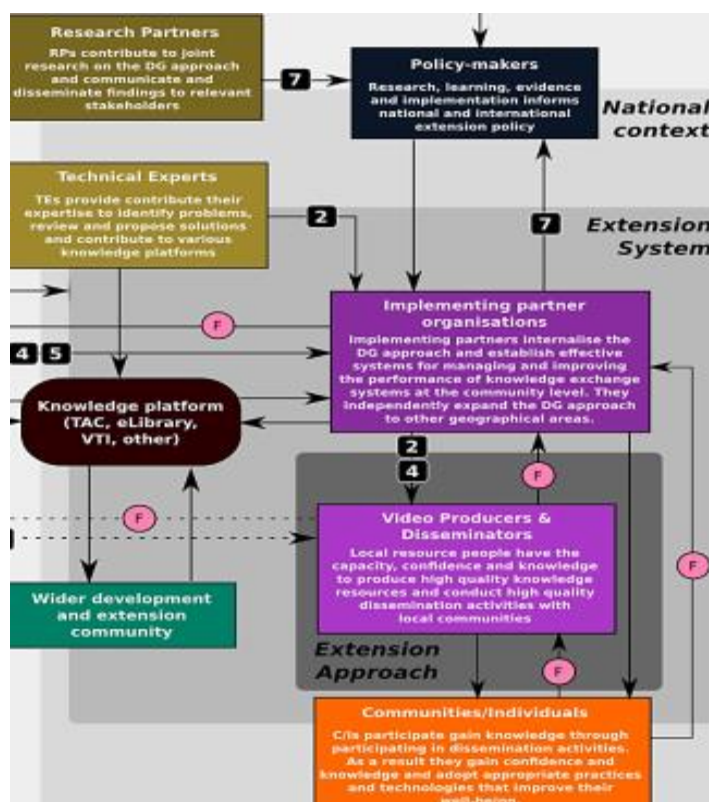 Research Partners
RPs contribute to joint
research on the DG approach
and communicate and
disseminate findings to relevant
stakeholders
7
Policy-makers
Research, learning, evidence
and implementation informs
national and international
extension policy
National
context
Technical Experts
TEs provide contribute their
expertise to identify problems,
review and propose solutions
and contribute to various
knowledge platforms
2
7
Extension
System
F
4 5
Implementing partner
organisations
Implementing partners internalise the
DG approach and establish effective
systems for managing and improving
the performance of knowledge exchange
systems at the community level. They
independently expand the DG approach
to other geographical areas.
Knowledge platform
(TAC, eLibrary,
VTI, other)
2
4
F
F
F
Video Producers &
Disseminators
Local resource people have the
capacity, confidence and knowledge
to produce high quality knowledge
resources and conduct high quality
dissemination activities with
local communities
Wider development
and extension
community
Extension
Approach
F
Communities/Individuals
C/Is participate gain knowledge through
participating in dissemination activities.
As a result they gain confidence and
knowledge and adopt appropriate practices
and technologies that improve their
well-being.